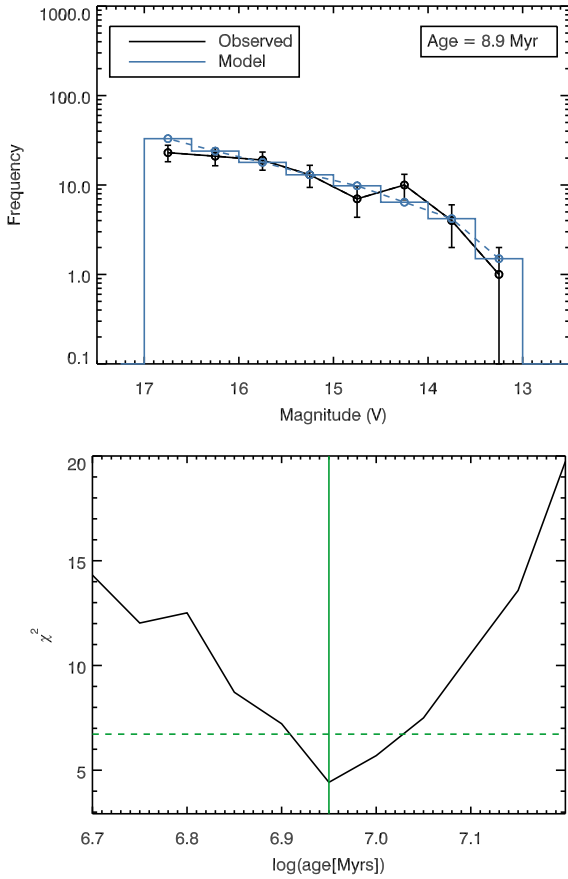 1000.0
Observed
Model
Age = 8.9 Myr
100.0
Frequency
10.0
1.0
0.1
17 16 15 14 13
Magnitude (V)
20
15
χ²
10
5
6.7 6.8 6.9 7.0 7.1
log(age[Myrs])